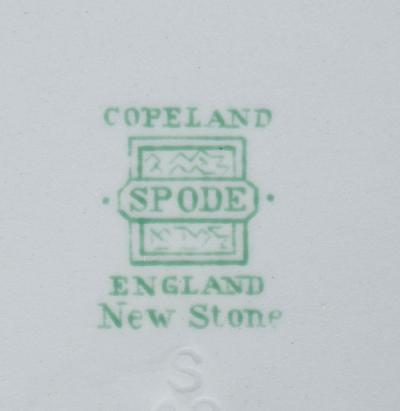 COPELAND
SPODE
ENGLAND
New Stone
S